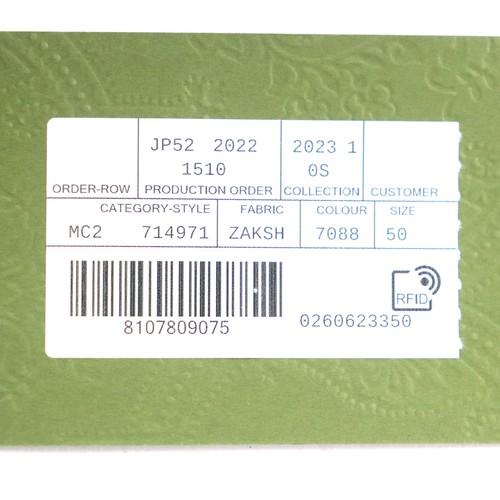 JP52 2022 2023 1
1510 0S
ORDER-ROW PRODUCTION ORDER COLLECTION CUSTOMER
CATEGORY-STYLE FABRIC COLOUR SIZE
MC2 714971 ZAKSH 7088 50
RFID
8107809075 0260623350